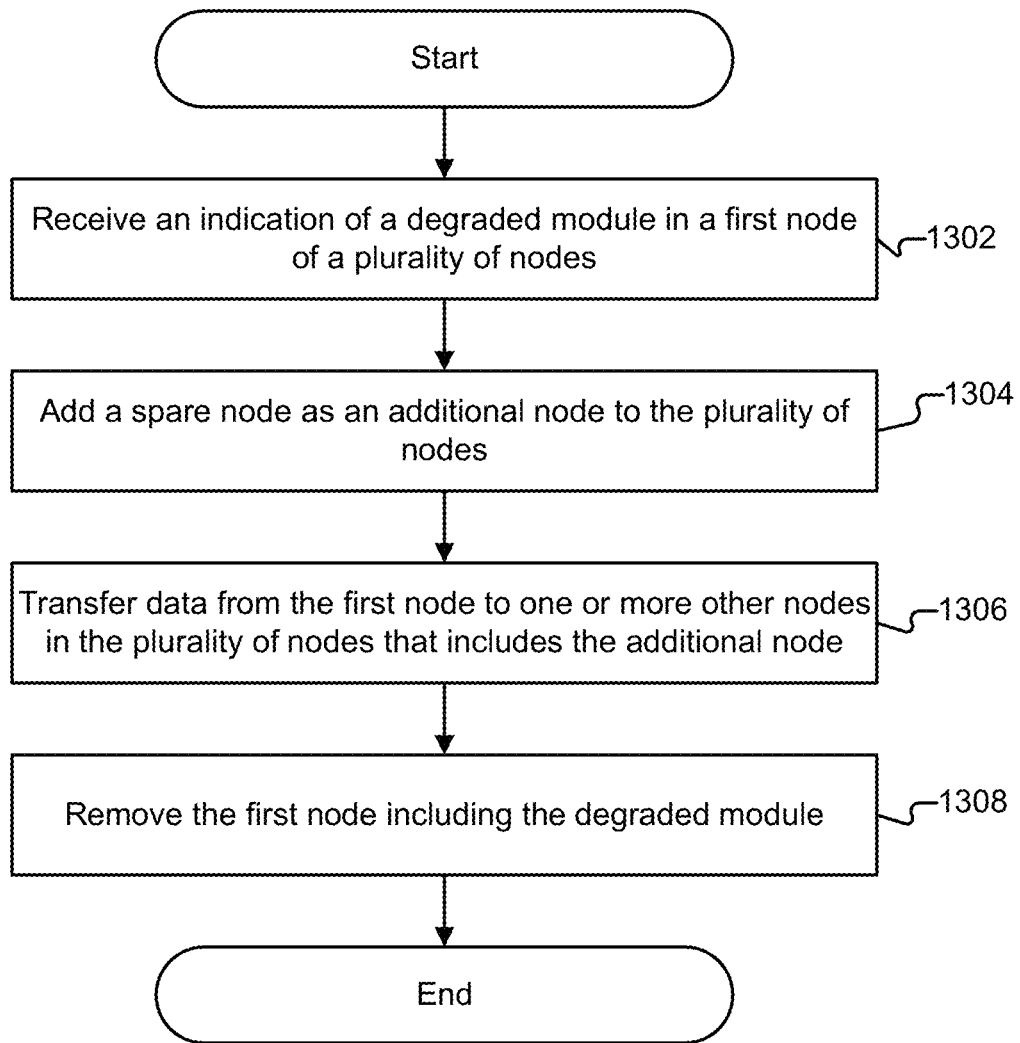 Start
Receive an indication of a degraded module in a first node
of a plurality of nodes
1302
Add a spare node as an additional node to the plurality of
nodes
1304
Transfer data from the first node to one or more other nodes
in the plurality of nodes that includes the additional node
1306
Remove the first node including the degraded module
1308
End